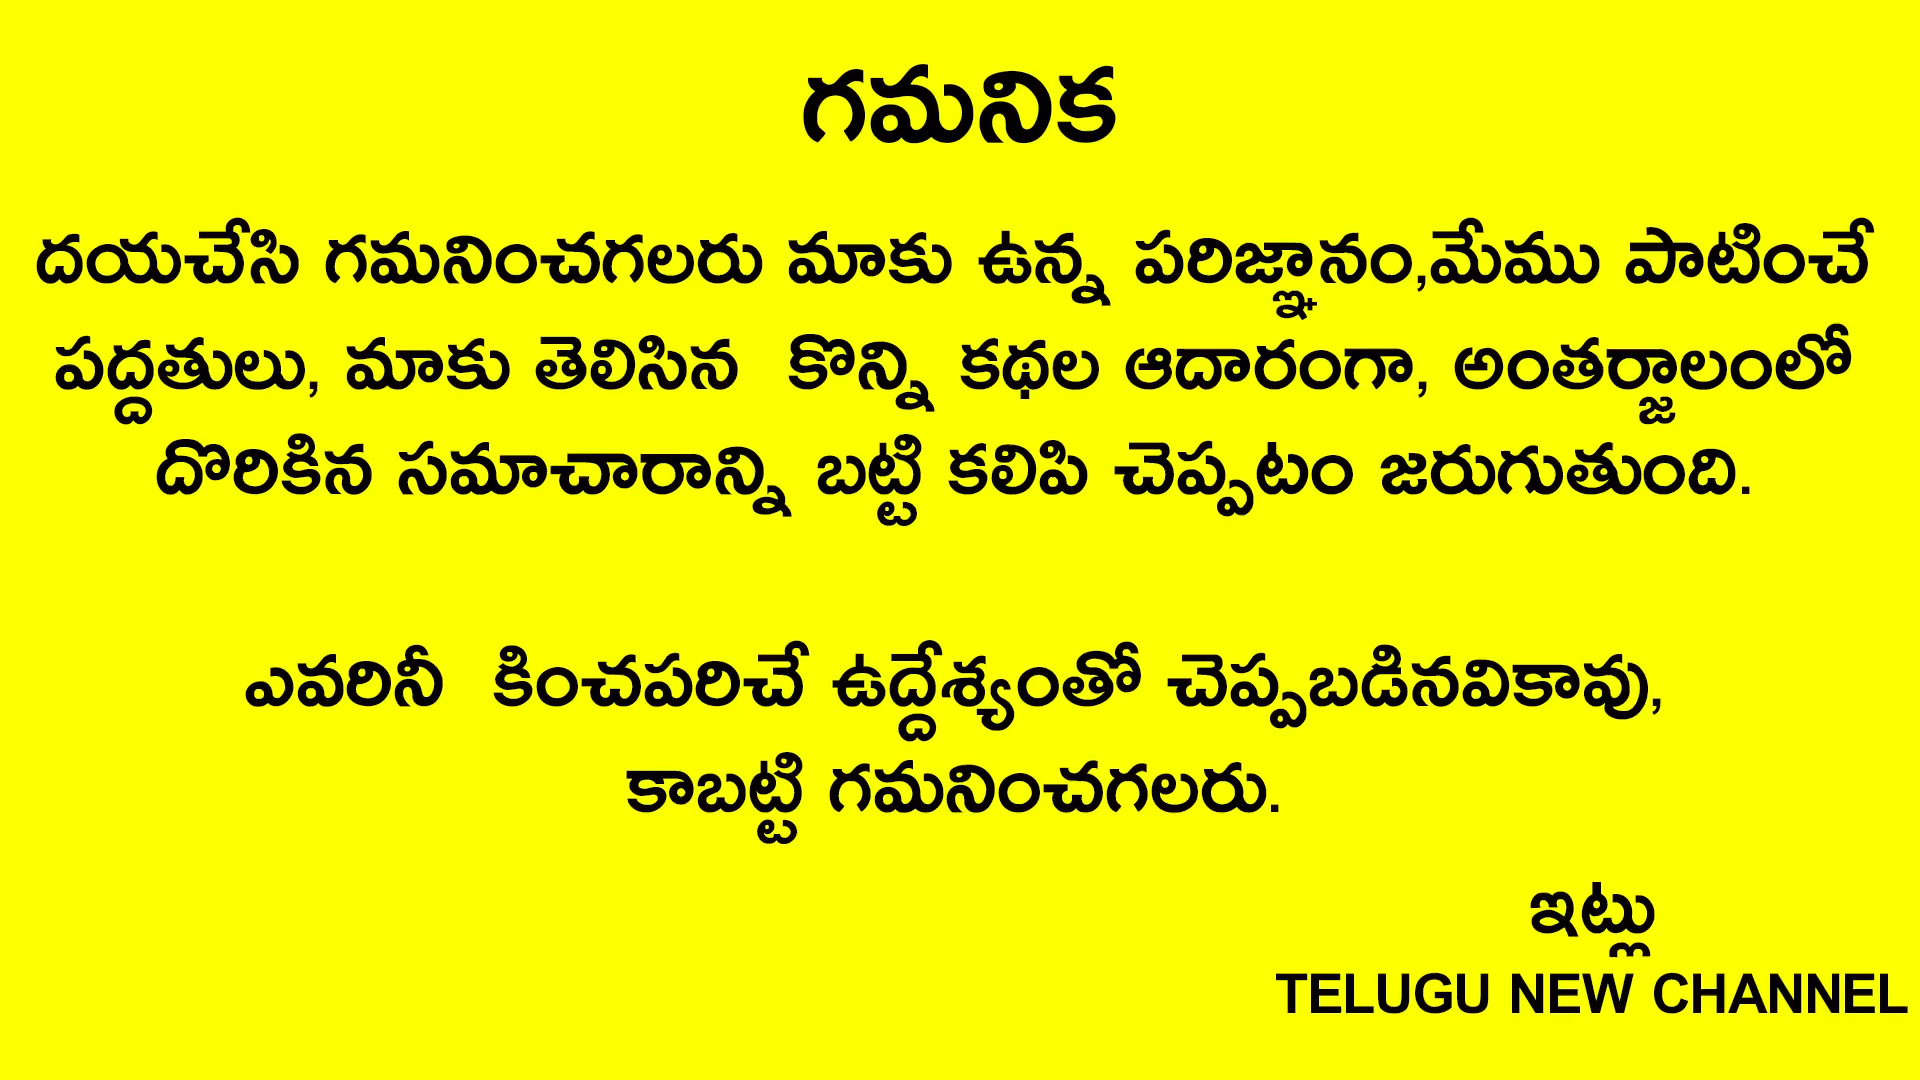 గమనిక
దయచేసి గమనించగలరు మాకు ఉన్న పరిజ్ఞానం,మేము పాటించే
పద్దతులు, మాకు తెలిసిన కొన్ని కథల ఆదారంగా, అంతర్జాలంలో
దొరికిన సమాచారాన్ని బట్టి కలిపి చెప్పటం జరుగుతుంది.
ఎవరినీ కించపరిచే ఉద్దేశ్యంతో చెప్పబడినవికావు,
కాబట్టి గమనించగలరు.
ఇట్లు
TELUGU NEW CHANNEL